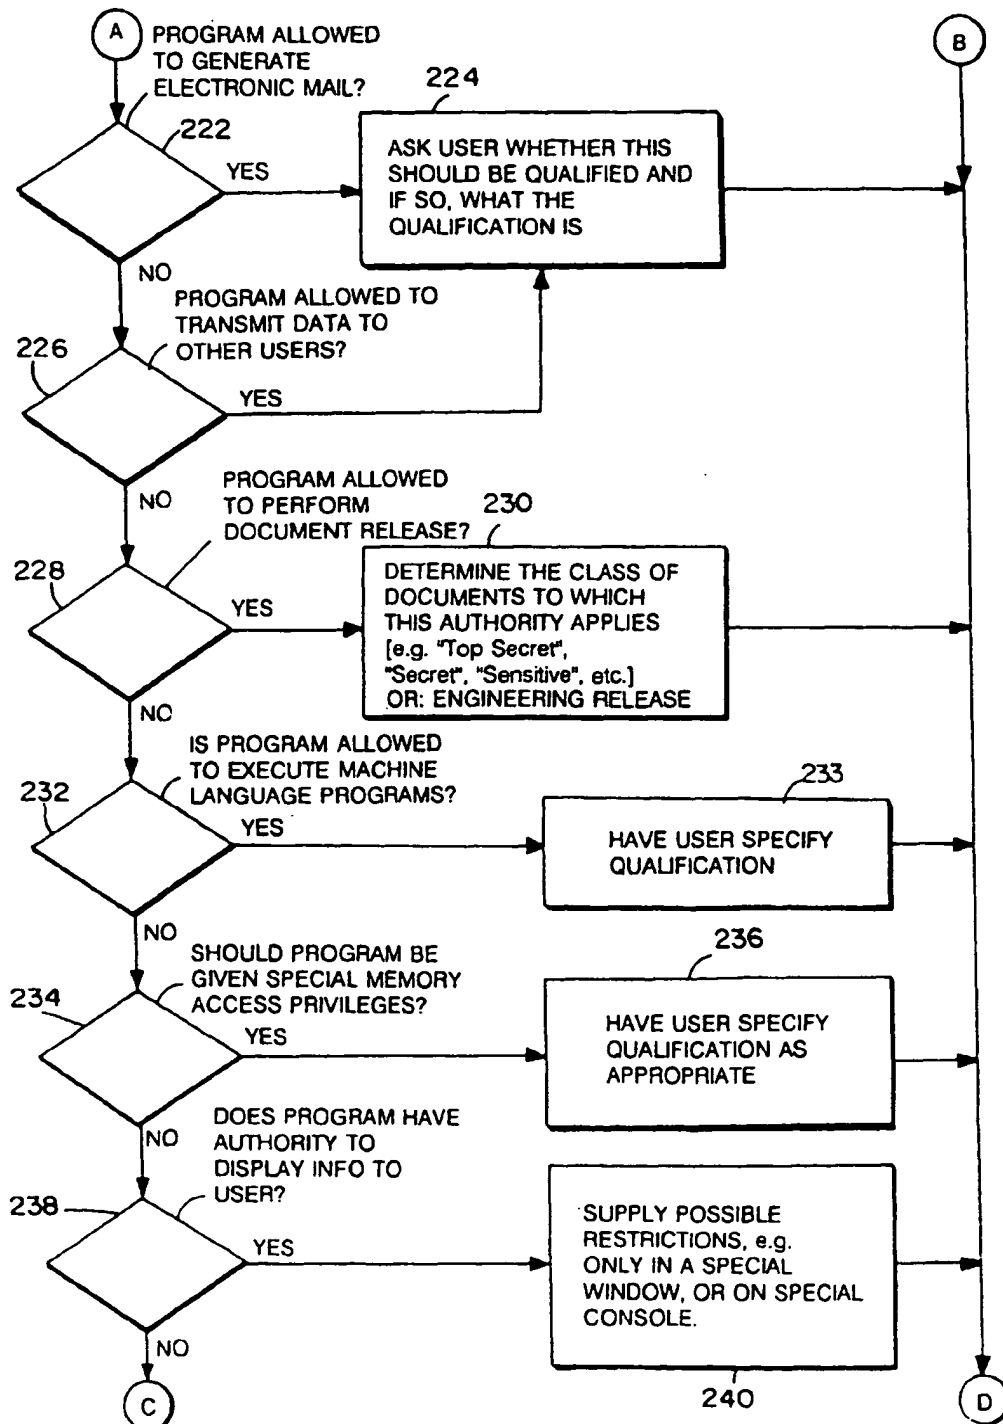 A
PROGRAM ALLOWED
TO GENERATE
ELECTRONIC MAIL?
B
222
224
YES
ASK USER WHETHER THIS
SHOULD BE QUALIFIED AND
IF SO, WHAT THE
QUALIFICATION IS
NO
PROGRAM ALLOWED TO
TRANSMIT DATA TO
OTHER USERS?
226
YES
NO
PROGRAM ALLOWED
TO PERFORM
DOCUMENT RELEASE?
228
230
YES
DETERMINE THE CLASS OF
DOCUMENTS TO WHICH
THIS AUTHORITY APPLIES
[e.g. "Top Secret",
"Secret", "Sensitive", etc.]
OR: ENGINEERING RELEASE
NO
IS PROGRAM ALLOWED
TO EXECUTE MACHINE
LANGUAGE PROGRAMS?
232
YES
233
HAVE USER SPECIFY
QUALIFICATION
NO
SHOULD PROGRAM BE
GIVEN SPECIAL MEMORY
ACCESS PRIVILEGES?
234
YES
236
HAVE USER SPECIFY
QUALIFICATION AS
APPROPRIATE
NO
DOES PROGRAM HAVE
AUTHORITY TO
DISPLAY INFO TO
USER?
238
YES
SUPPLY POSSIBLE
RESTRICTIONS, e.g.
ONLY IN A SPECIAL
WINDOW, OR ON SPECIAL
CONSOLE.
240
NO
C
D